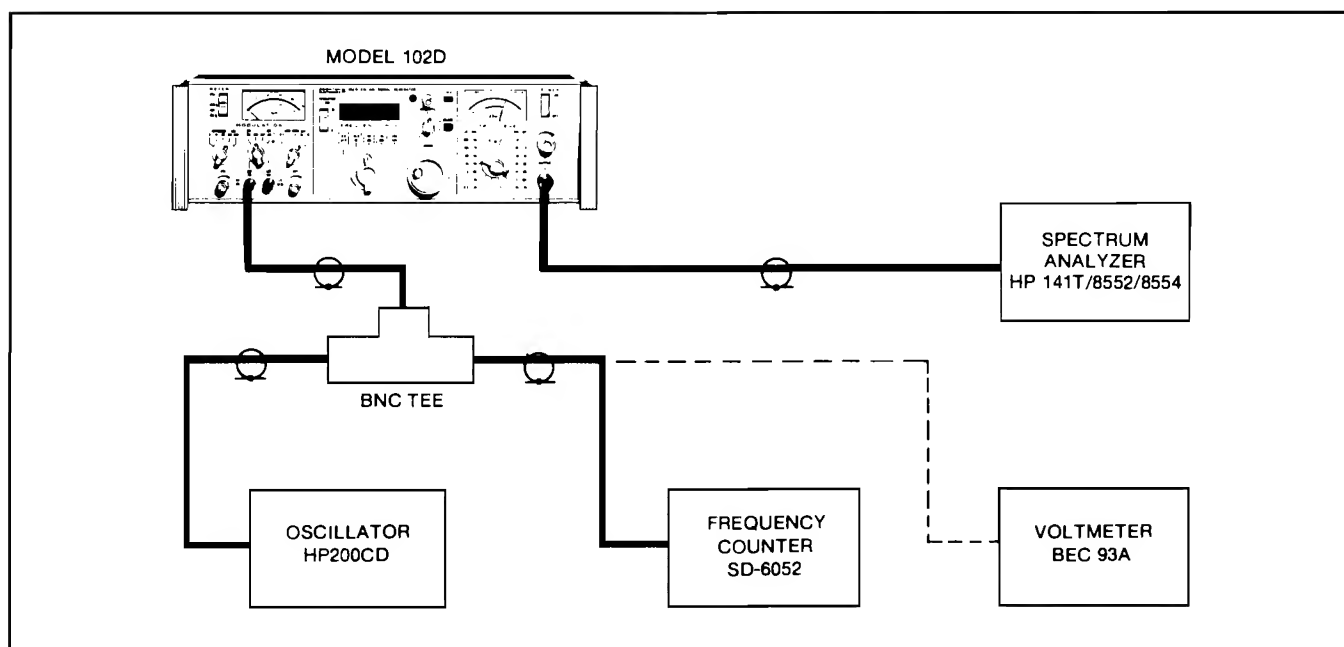 MODEL 102D
SPECTRUM
ANALYZER
HP 141T/8552/8554
BNC TEE
OSCILLATOR
HP200CD
FREQUENCY
COUNTER
SD-6052
VOLTMETER
BEC 93A